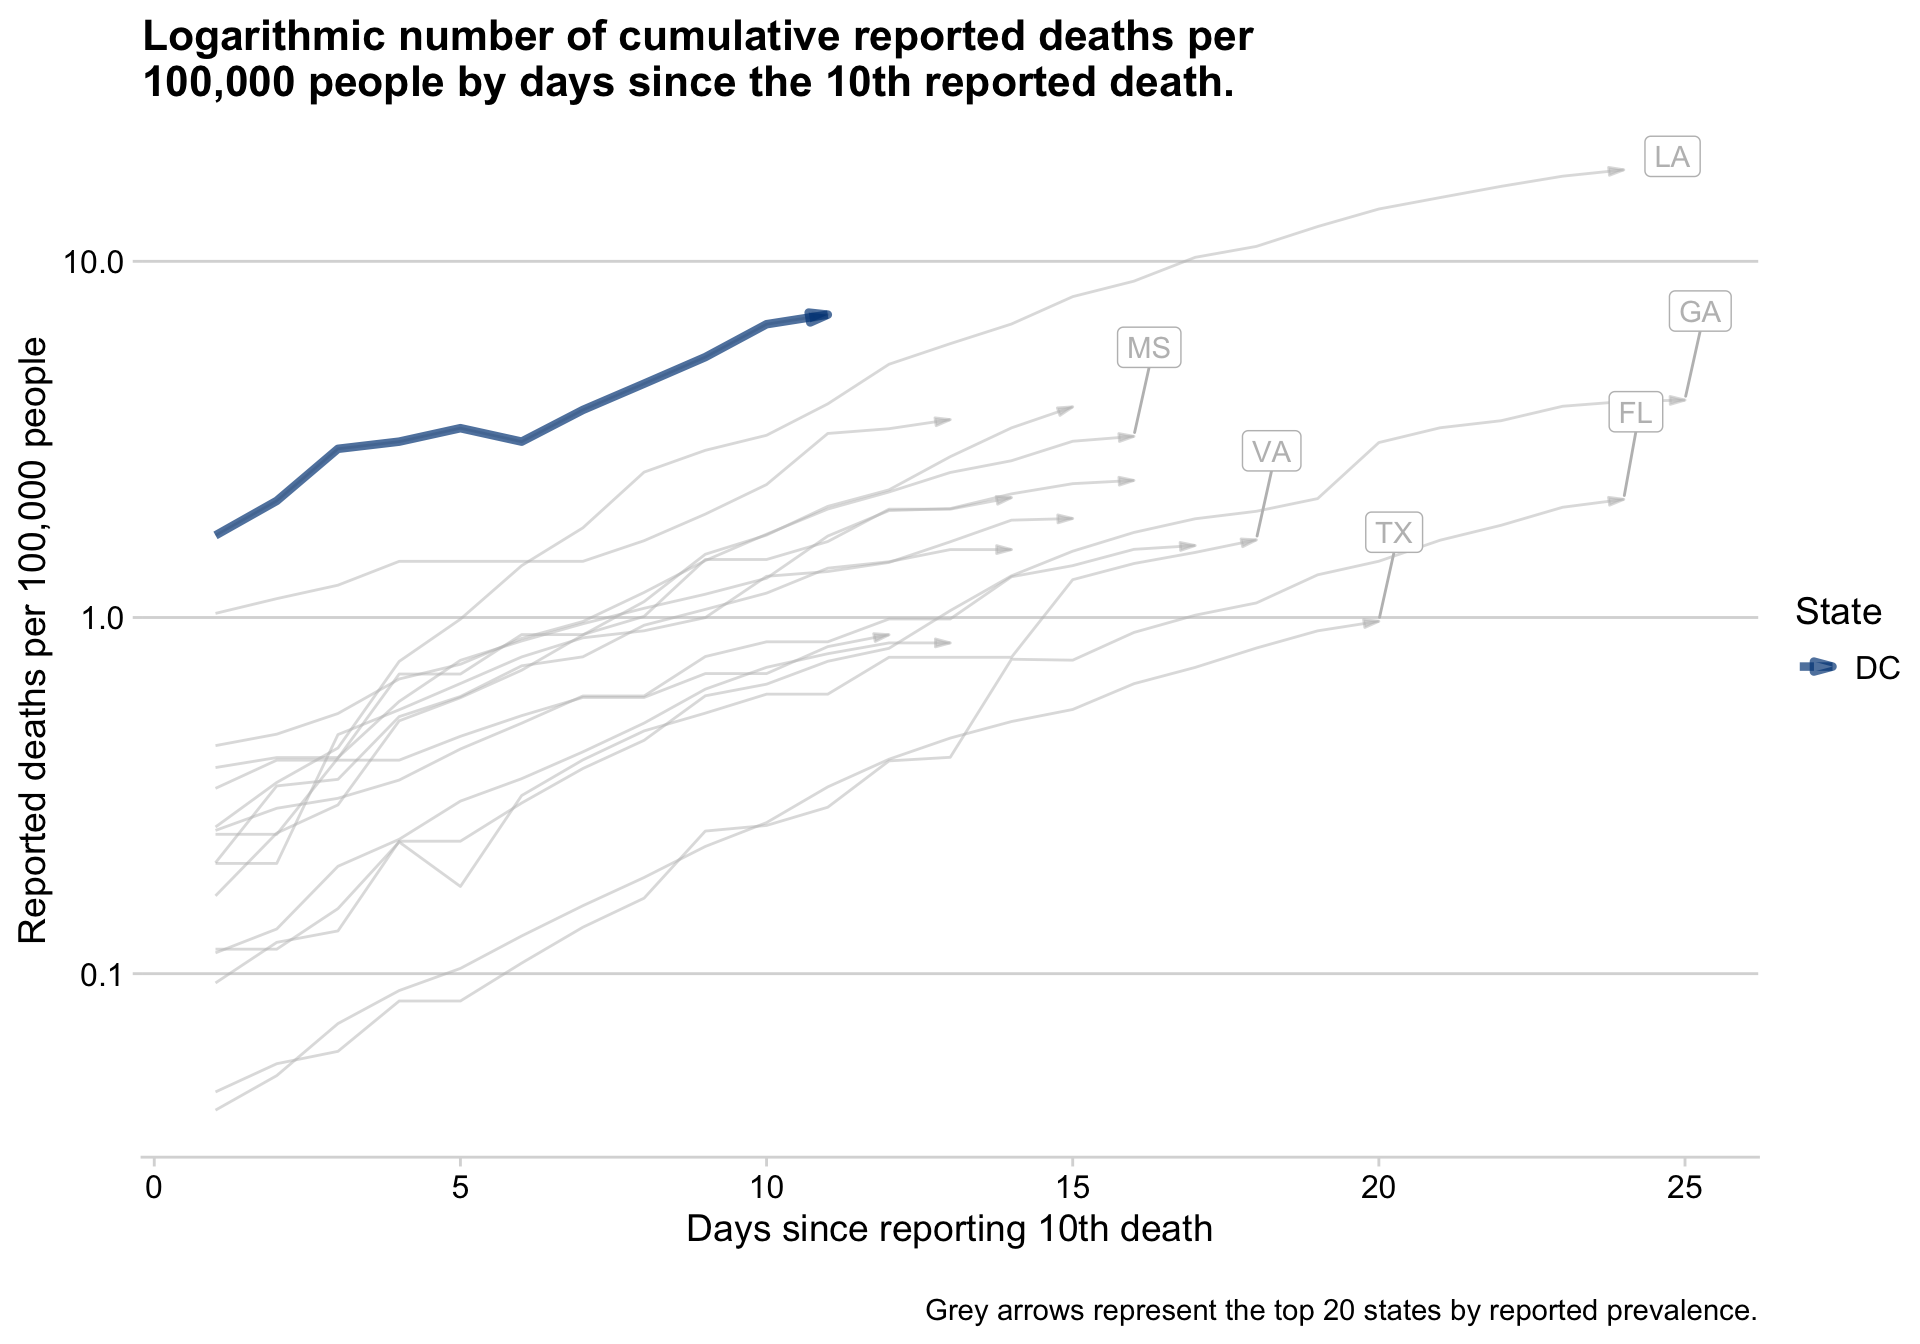 Logarithmic number of cumulative reported deaths per
100,000 people by days since the 10th reported death.
LA
10.0
GA
MS
FL
VA
TX
1.0
State
DC
0.1
Reported deaths per 100,000 people
0 5 10 15 20 25
Days since reporting 10th death
Grey arrows represent the top 20 states by reported prevalence.